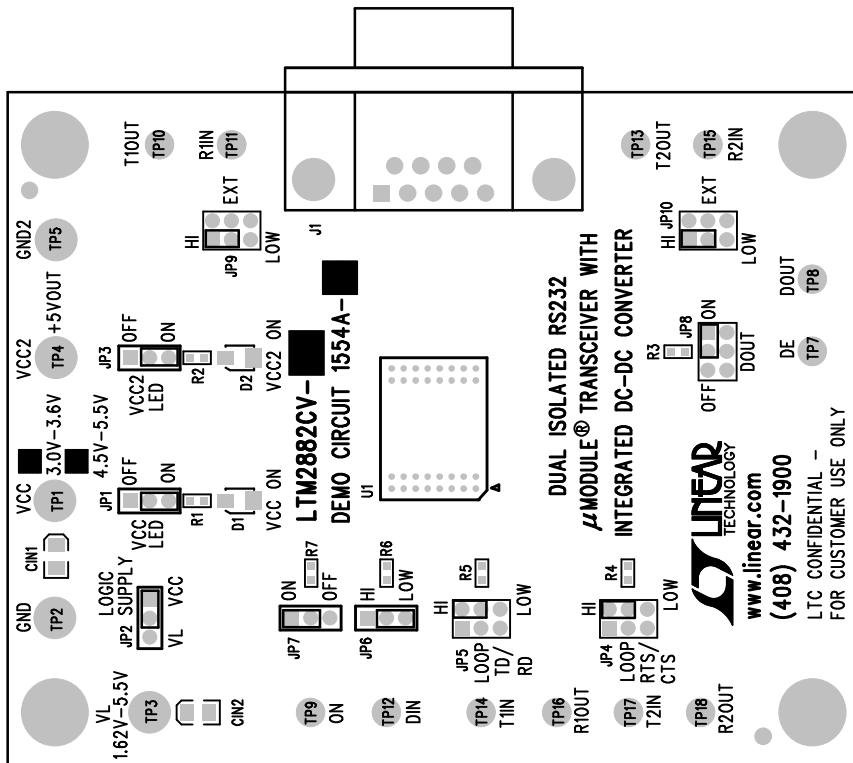 T1OUT
TP10
R1IN
TP11
TP13
T2OUT
TP15
R2IN
GND2
TP5
HI
EXT
JP9
LOW
J1
HI
JP10
EXT
LOW
VCC2
TP4
+5VOUT
JP3
OFF
ON
VCC2
LED
R2
D2
VCC2 ON
DOUT
TP8
DE
TP7
R3
JP8
ON
OFF
DOUT
VCC
TP1
3.0V-3.6V
4.5V-5.5V
JP1
OFF
ON
VCC
LED
R1
D1
VCC ON
LTM2882CV-
DEMO CIRCUIT 1554A-
U1
DUAL ISOLATED RS232
µMODULE® TRANSCEIVER WITH
INTEGRATED DC-DC CONVERTER
CIN1
GND
TP2
LOGIC
SUPPLY
JP2
VCC
VL
JP7
ON
OFF
R7
JP6
HI
LOW
R6
R5
HI
LOW
JP5
LOOP
TD/
RD
R4
HI
LOW
JP4
LOOP
RTS/
CTS
LINEAR
TECHNOLOGY
www.linear.com
(408) 432-1900
LTC CONFIDENTIAL -
FOR CUSTOMER USE ONLY
VL
1.62V-5.5V
TP3
CIN2
TP9
ON
TP12
DIN
TP14
T1IN
TP16
R1OUT
TP17
T2IN
TP18
R2OUT